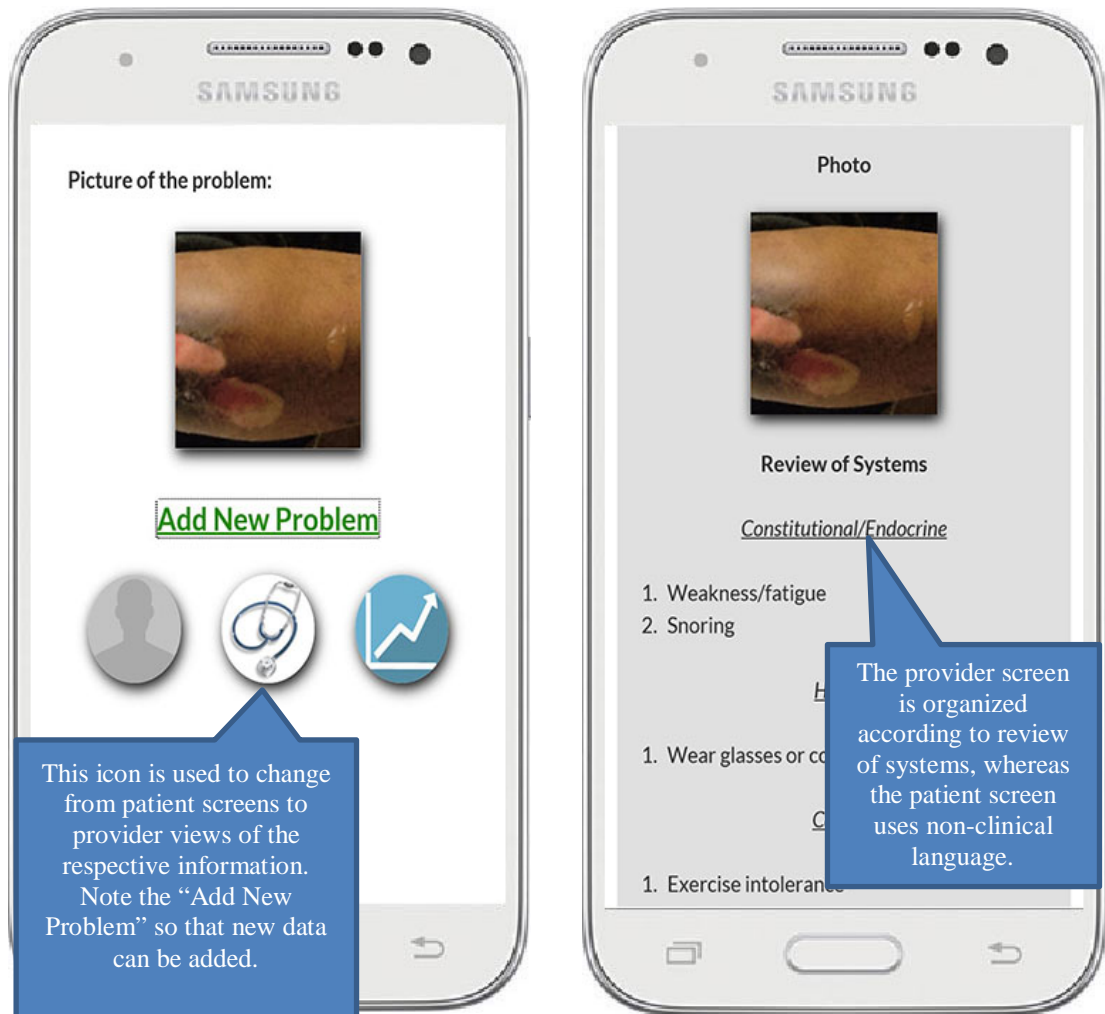 SAMSUNG
Picture of the problem:
Add New Problem
This icon is used to change
from patient screens to
provider views of the
respective information.
Note the “Add New
Problem” so that new data
can be added.
SAMSUNG
Photo
Review of Systems
Constitutional/Endocrine
1. Weakness/fatigue
2. Snoring
H
1. Wear glasses or co
C
1. Exercise intolerance
The provider screen
is organized
according to review
of systems, whereas
the patient screen
uses non-clinical
language.